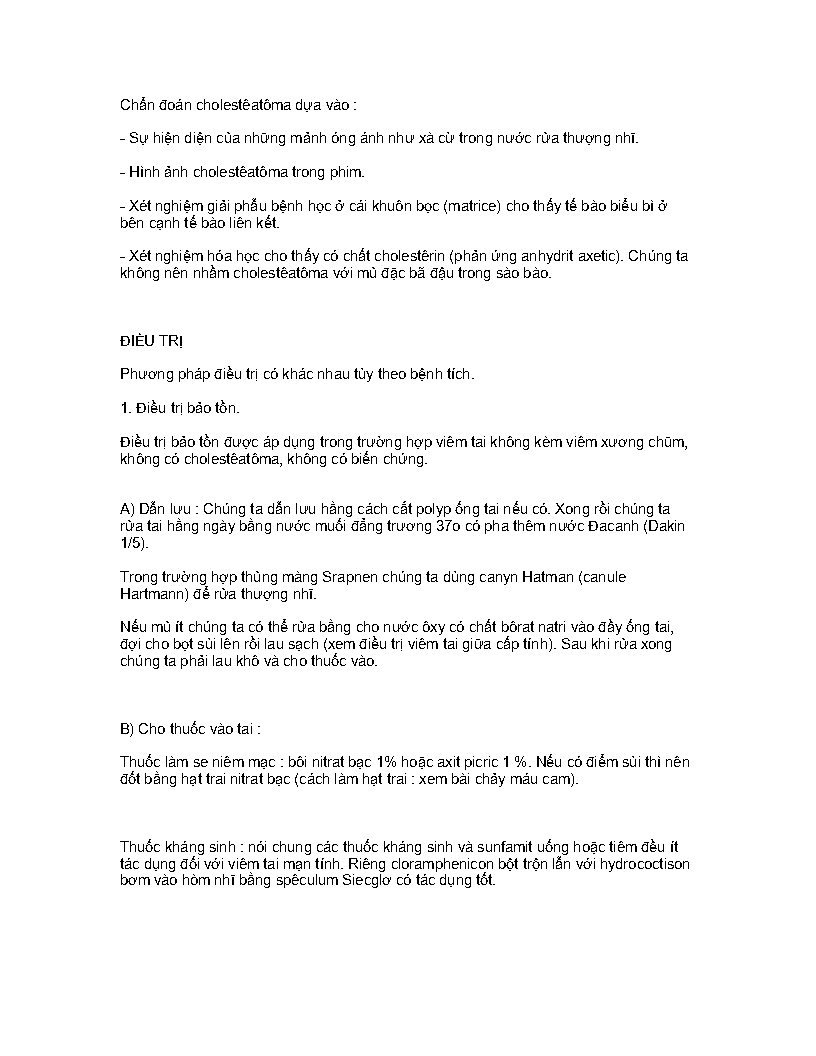 Chẩn đoán cholestêatôma dựa vào :
- Sự hiện diện của những mảnh óng ánh như xà cừ trong nước rửa thượng nhĩ.
- Hình ảnh cholestêatôma trong phim.
- Xét nghiệm giải phẫu bệnh học ở cái khuôn bọc (matrice) cho thấy tế bào biểu bì ở
bên cạnh tế bào liên kết.
- Xét nghiệm hóa học cho thấy có chất cholestêrin (phản ứng anhydrit axetic). Chúng ta
không nên nhầm cholestêatôma với mủ đặc bã đậu trong sào bào.
ĐIỀU TRỊ
Phương pháp điều trị có khác nhau tùy theo bệnh tích.
1. Điều trị bảo tồn.
Điều trị bảo tồn được áp dụng trong trường hợp viêm tai không kèm viêm xương chũm,
không có cholestêatôma, không có biến chứng.
A) Dẫn lưu : Chúng ta dẫn lưu hằng cách cất polyp ống tai nếu có. Xong rồi chúng ta
rửa tai hằng ngày bằng nước muối đẳng trương 37o có pha thêm nước Đacanh (Dakin
1/5).
Trong trường hợp thủng màng Srapnen chúng ta dùng canyn Hatman (canule
Hartmann) để rửa thượng nhĩ.
Nếu mủ ít chúng ta có thể rửa bằng cho nước ôxy có chất bôrat natri vào đầy ống tai,
đợi cho bọt sủi lên rồi lau sạch (xem điều trị viêm tai giữa cấp tính). Sau khi rửa xong
chúng ta phải lau khô và cho thuốc vào.
B) Cho thuốc vào tai :
Thuốc làm se niêm mạc : bôi nitrat bạc 1% hoặc axit picric 1 %. Nếu có điểm sùi thì nên
đốt bằng hạt trai nitrat bạc (cách làm hạt trai : xem bài chảy máu cam).
Thuốc kháng sinh : nói chung các thuốc kháng sinh và sunfamit uống hoặc tiêm đều ít
tác dụng đối với viêm tai mạn tính. Riêng cloramphenicon bột trộn lẫn với hydrococtison
bơm vào hòm nhĩ bằng spêculum Siecglơ có tác dụng tốt.